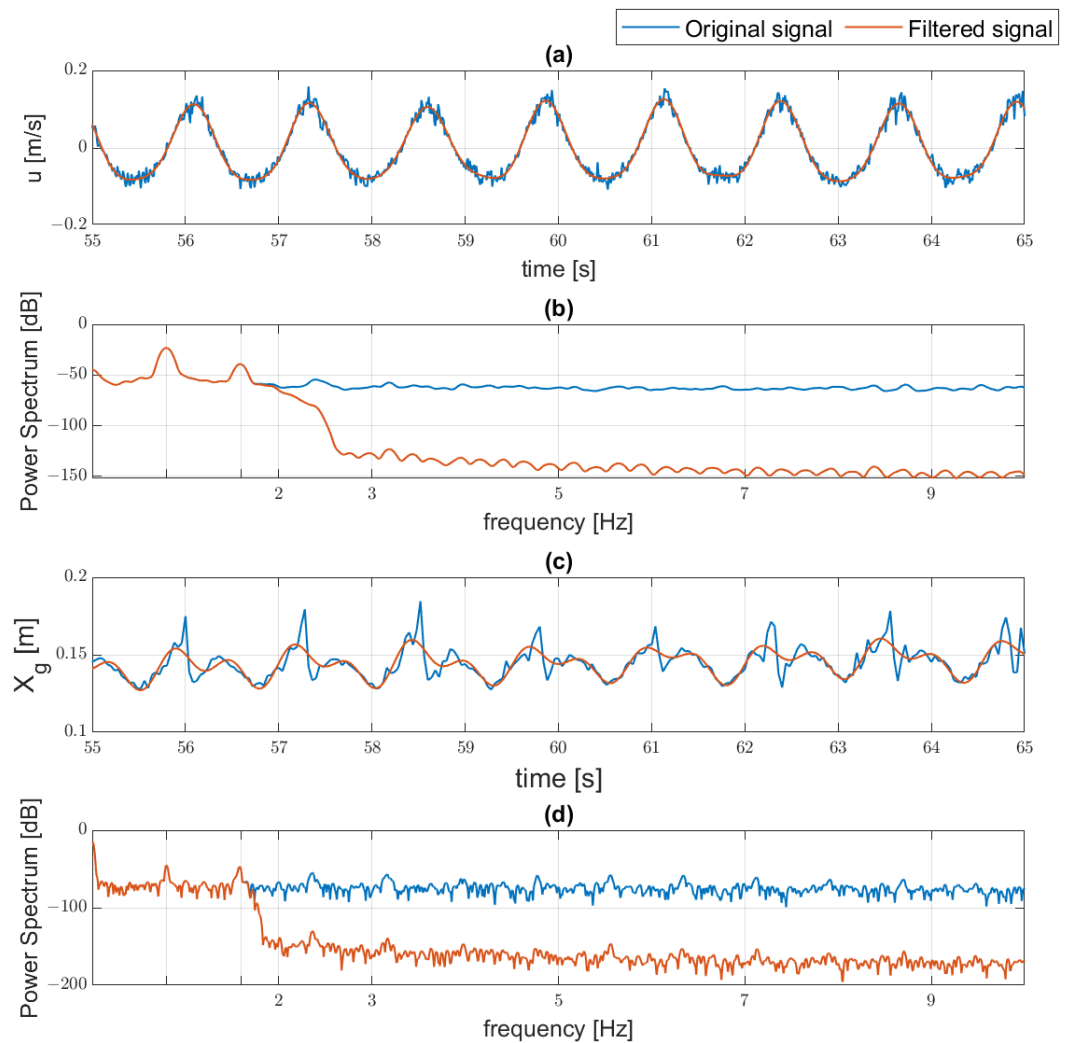 Original signal Filtered signal
(a)
u [m/s]
0.2
0
−0.2
55 56 57 58 59 60 61 62 63 64 65
time [s]
(b)
Power Spectrum [dB]
0
−50
−100
−150
2 3 5 7 9
frequency [Hz]
(c)
X_g [m]
0.2
0.15
0.1
55 56 57 58 59 60 61 62 63 64 65
time [s]
(d)
Power Spectrum [dB]
0
−100
−200
2 3 5 7 9
frequency [Hz]